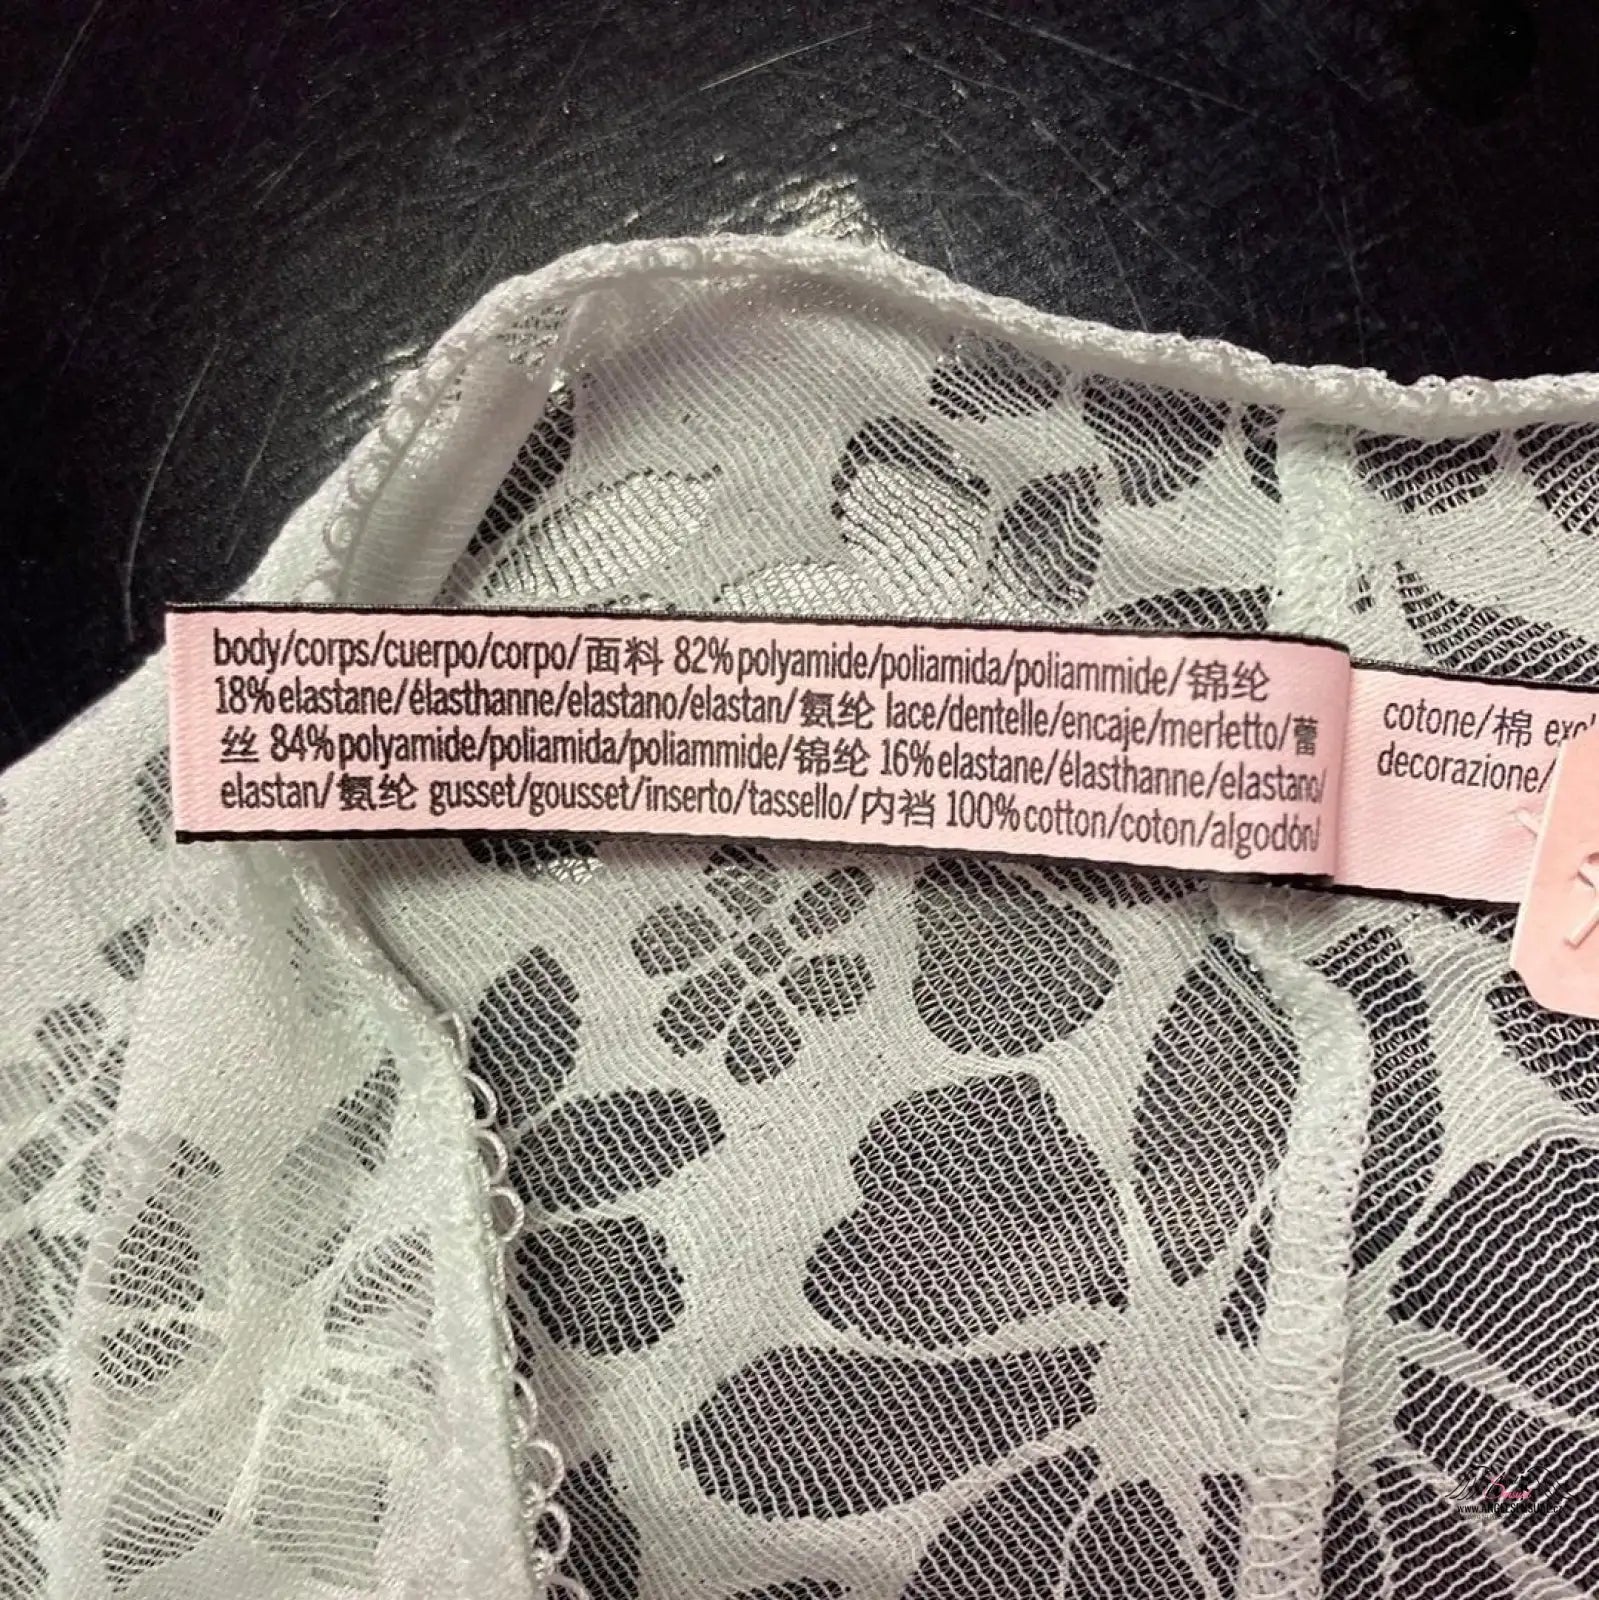 body/corps/cuerpo/corpo/面料 82% polyamide/poliamida/poliammide/锦纶
18% elastane/élasthanne/elastano/elastan/氨纶 lace/dentelle/encaje/merletto/蕾
丝 84% polyamide/poliamida/poliammide/锦纶 16% elastane/élasthanne/elastano/
elastan/氨纶 gusset/gousset/inserto/tassello/内裆 100% cotton/coton/algodón/
cotone/棉
decorazione/